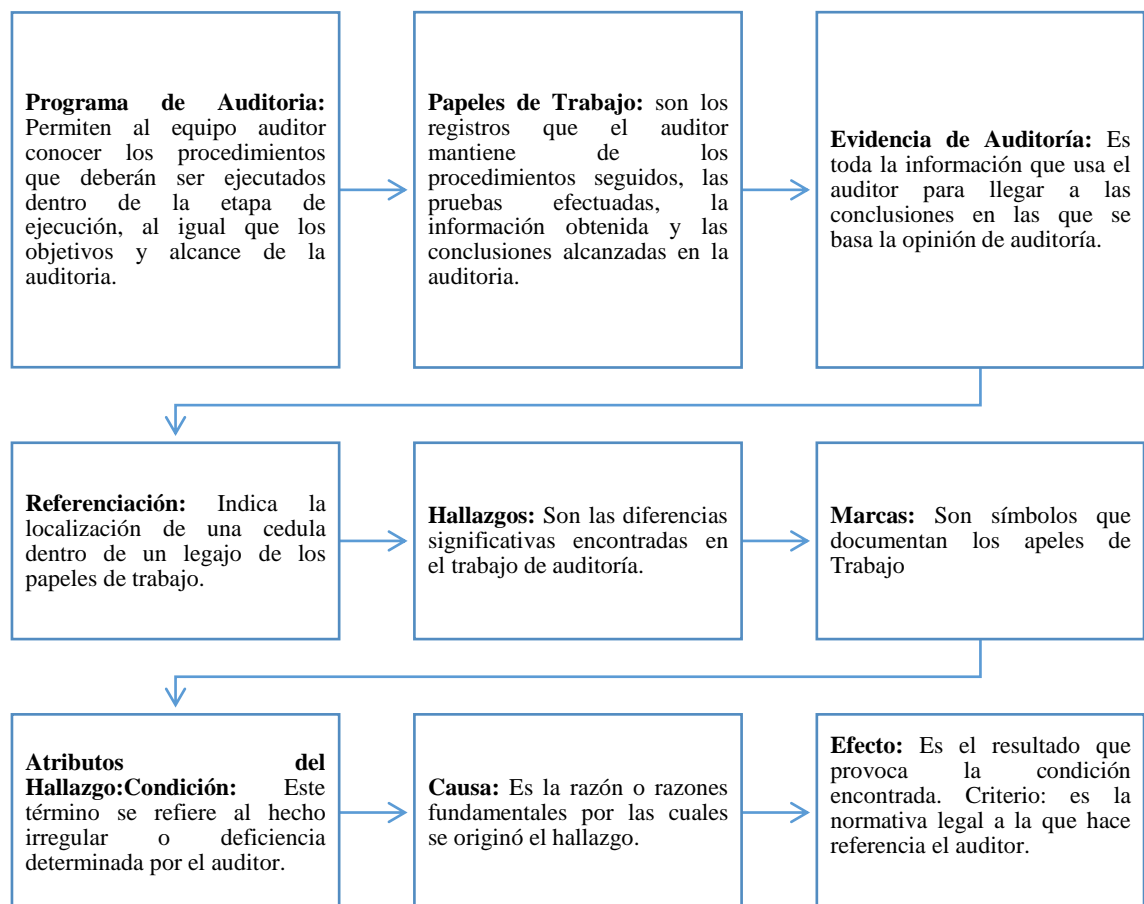 Programa de Auditoria:
Permiten al equipo auditor
conocer los procedimientos
que deberán ser ejecutados
dentro de la etapa de
ejecución, al igual que los
objetivos y alcance de la
auditoria.
Papeles de Trabajo: son los
registros que el auditor
mantiene de los
procedimientos seguidos, las
pruebas efectuadas, la
información obtenida y las
conclusiones alcanzadas en la
auditoria.
Evidencia de Auditoría: Es
toda la información que usa el
auditor para llegar a las
conclusiones en las que se
basa la opinión de auditoría.
Referenciación: Indica la
localización de una cedula
dentro de un legajo de los
papeles de trabajo.
Hallazgos: Son las diferencias
significativas encontradas en
el trabajo de auditoría.
Marcas: Son símbolos que
documentan los apeles de
Trabajo
Atributos del
Hallazgo:Condición: Este
término se refiere al hecho
irregular o deficiencia
determinada por el auditor.
Causa: Es la razón o razones
fundamentales por las cuales
se originó el hallazgo.
Efecto: Es el resultado que
provoca la condición
encontrada. Criterio: es la
normativa legal a la que hace
referencia el auditor.